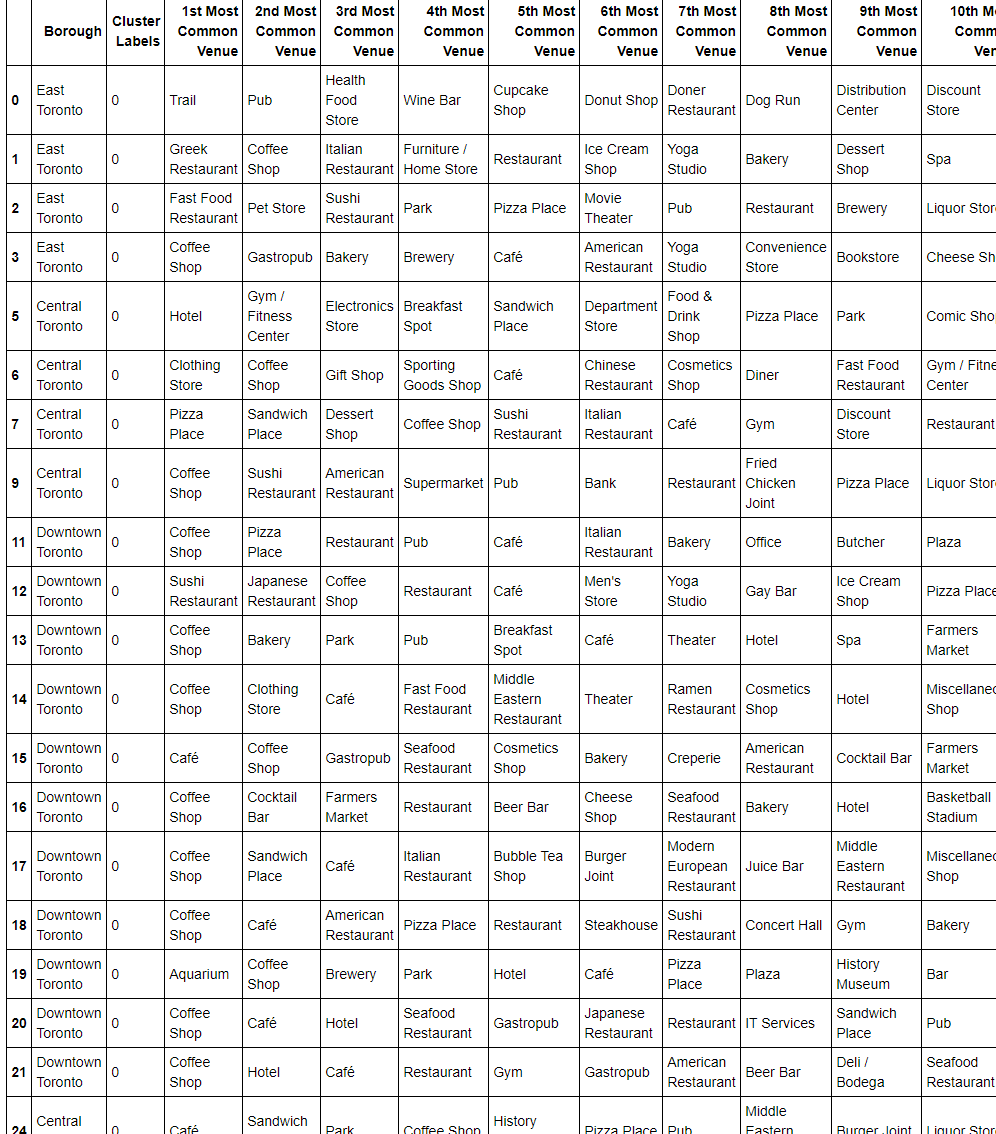 Borough Cluster Labels 1st Most Common Venue 2nd Most Common Venue 3rd Most Common Venue 4th Most Common Venue 5th Most Common Venue 6th Most Common Venue 7th Most Common Venue 8th Most Common Venue 9th Most Common Venue 10th
0 East Toronto 0 Trail Pub Health Food Store Wine Bar Cupcake Shop Donut Shop Doner Restaurant Dog Run Distribution Center Discount Store
1 East Toronto 0 Greek Restaurant Coffee Shop Italian Restaurant Furniture / Home Store Restaurant Ice Cream Shop Yoga Studio Bakery Dessert Shop Spa
2 East Toronto 0 Fast Food Restaurant Pet Store Sushi Restaurant Park Pizza Place Movie Theater Pub Restaurant Brewery Liquor Stor
3 East Toronto 0 Coffee Shop Gastropub Bakery Brewery Café American Restaurant Yoga Studio Convenience Store Bookstore Cheese Sh
5 Central Toronto 0 Hotel Gym / Fitness Center Electronics Store Breakfast Spot Sandwich Place Department Store Food & Drink Shop Pizza Place Park Comic Sho
6 Central Toronto 0 Clothing Store Coffee Shop Gift Shop Sporting Goods Shop Café Chinese Restaurant Cosmetics Shop Diner Fast Food Restaurant Gym / Fitne Center
7 Central Toronto 0 Pizza Place Sandwich Place Dessert Shop Coffee Shop Sushi Restaurant Italian Restaurant Café Gym Discount Store Restaurant
9 Central Toronto 0 Coffee Shop Sushi Restaurant American Restaurant Supermarket Pub Bank Restaurant Fried Chicken Joint Pizza Place Liquor Stor
11 Downtown Toronto 0 Coffee Shop Pizza Place Restaurant Pub Café Italian Restaurant Bakery Office Butcher Plaza
12 Downtown Toronto 0 Sushi Restaurant Japanese Restaurant Coffee Shop Restaurant Café Men's Store Yoga Studio Gay Bar Ice Cream Shop Pizza Place
13 Downtown Toronto 0 Coffee Shop Bakery Park Pub Breakfast Spot Café Theater Hotel Spa Farmers Market
14 Downtown Toronto 0 Coffee Shop Clothing Store Café Fast Food Restaurant Middle Eastern Restaurant Theater Ramen Restaurant Cosmetics Shop Hotel Miscellane Shop
15 Downtown Toronto 0 Café Coffee Shop Gastropub Seafood Restaurant Cosmetics Shop Bakery Creperie American Restaurant Cocktail Bar Farmers Market
16 Downtown Toronto 0 Coffee Shop Cocktail Bar Farmers Market Restaurant Beer Bar Cheese Shop Seafood Restaurant Bakery Hotel Basketball Stadium
17 Downtown Toronto 0 Coffee Shop Sandwich Place Café Italian Restaurant Bubble Tea Shop Burger Joint Modern European Restaurant Juice Bar Middle Eastern Restaurant Miscellane Shop
18 Downtown Toronto 0 Coffee Shop Café American Restaurant Pizza Place Restaurant Steakhouse Sushi Restaurant Concert Hall Gym Bakery
19 Downtown Toronto 0 Aquarium Coffee Shop Brewery Park Hotel Café Pizza Place Plaza History Museum Bar
20 Downtown Toronto 0 Coffee Shop Café Hotel Seafood Restaurant Gastropub Japanese Restaurant Restaurant IT Services Sandwich Place Pub
21 Downtown Toronto 0 Coffee Shop Hotel Café Restaurant Gym Gastropub American Restaurant Beer Bar Deli / Bodega Seafood Restaurant
24 Central 0 Café Sandwich Park Coffee Shop History Pizza Place Pub Middle Eastern Burger Joint Liquor Stor